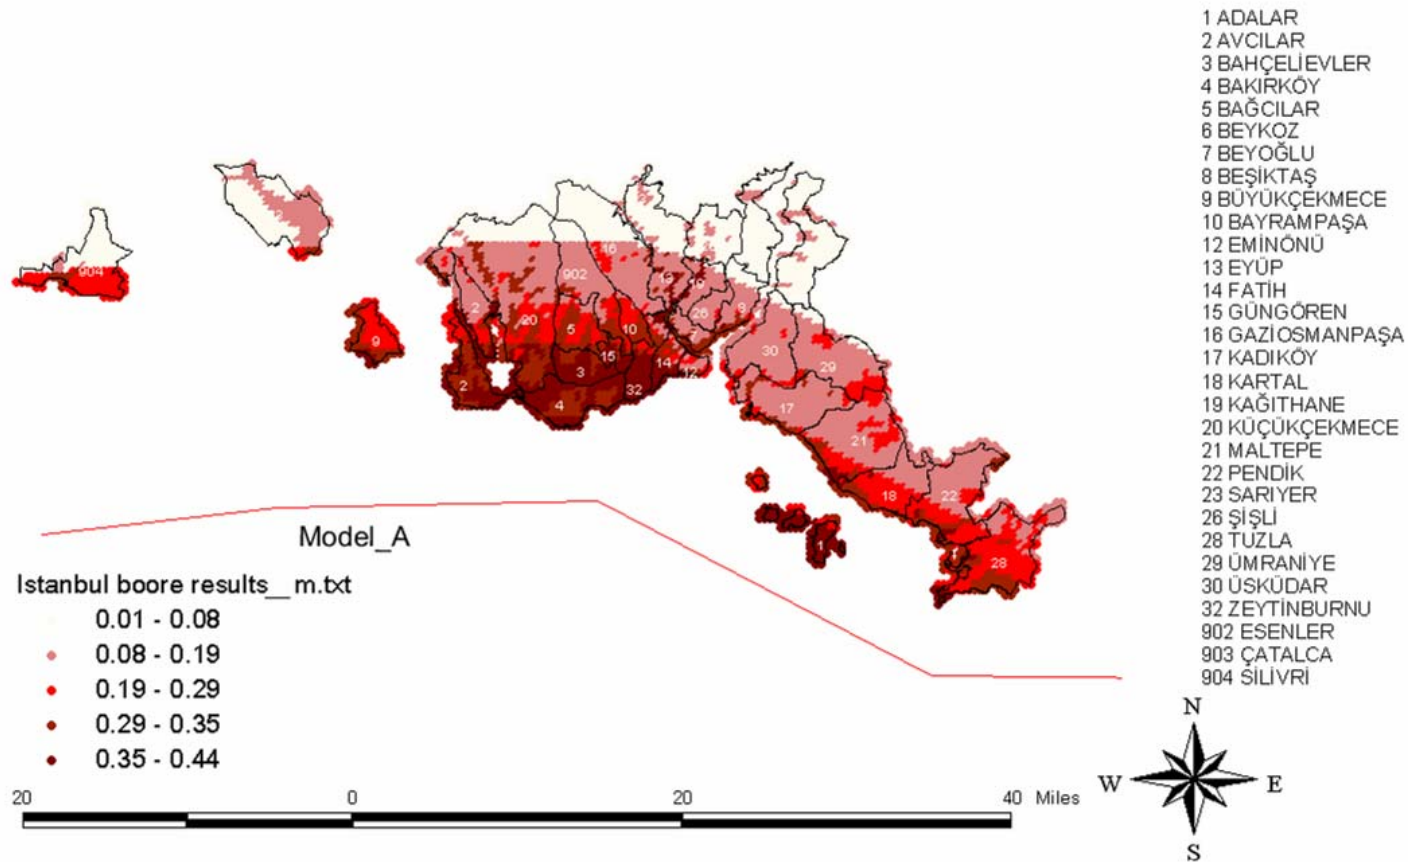 1 ADALAR
2 AVCILAR
3 BAHÇELİEVLER
4 BAKIRKÖY
5 BAĞCILAR
6 BEYKOZ
7 BEYOĞLU
8 BEŞİKTAŞ
9 BÜYÜKÇEKMECE
10 BAYRAMPAŞA
12 EMİNÖNÜ
13 EYÜP
14 FATİH
15 GÜNGÖREN
16 GAZİOSMANPAŞA
17 KADIKÖY
18 KARTAL
19 KAĞITHANE
20 KÜÇÜKÇEKMECE
21 MALTEPE
22 PENDİK
23 SARIYER
26 ŞİŞLİ
28 TUZLA
29 ÜMRANİYE
30 ÜSKÜDAR
32 ZEYTİNBURNU
902 ESENLER
903 ÇATALCA
904 SİLİVRİ
16
904
902
13
2
26
8
20
5
10
9
7
30
15
14
29
3
12
2
32
4
17
21
18
22
1
28
Model_A
Istanbul boore results__m.txt
0.01 - 0.08
0.08 - 0.19
0.19 - 0.29
0.29 - 0.35
0.35 - 0.44
20 0 20 40 Miles
N
W E
S